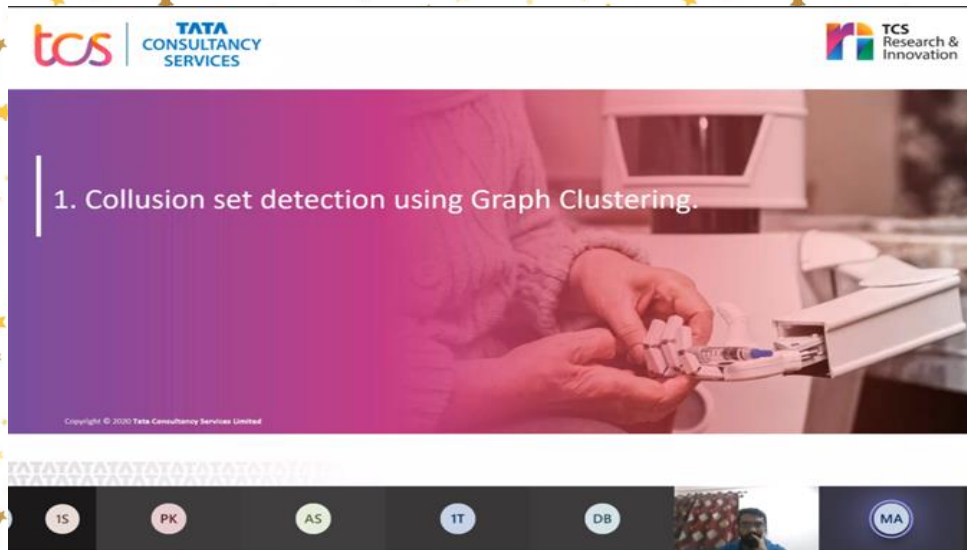 tcs
TATA
CONSULTANCY
SERVICES
TCS
Research &
Innovation
1. Collusion set detection using Graph Clustering.
Copyright © 2020 Tata Consultancy Services Limited
1S
PK
AS
1T
DB
MA